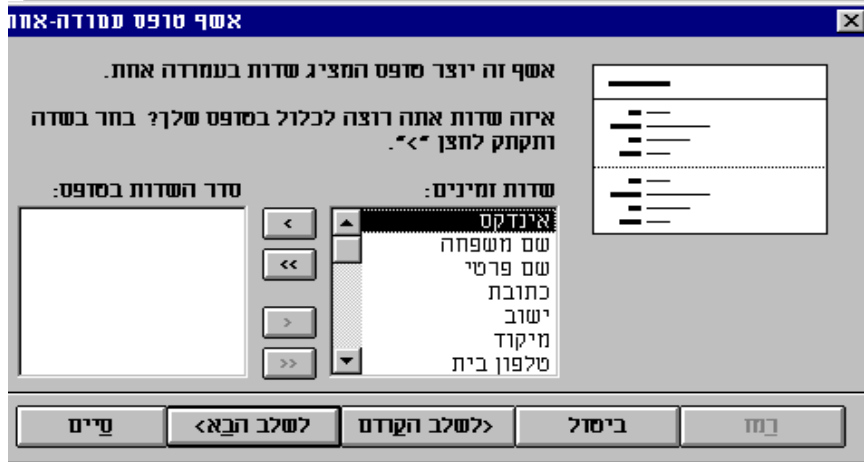 אשף טופס עמודה-אחת
אשף זה יוצר טופס המציג שדות בעמודה אחת.
איזה שדות אתה רוצה לכלול בטופס שלך? בחר בשדה
ותקתק לחצן ">".
שדות זמינים:
סדר השדות בטופס:
אינדקס
שם משפחה
שם פרטי
כתובת
ישוב
מיקוד
טלפון בית
<
<<
>
>>
רמז
ביטול
<לשלב הקודם
לשלב הבא>
סיים